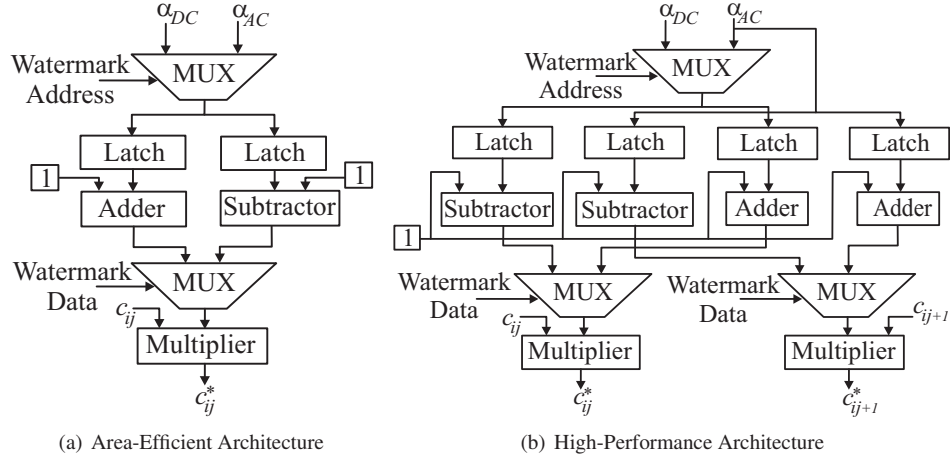 α_DC α_AC
MUX
Watermark
Address
Latch Latch
1 1
Adder Subtractor
Watermark
Data
MUX
c_ij
Multiplier
c*_ij
(a) Area-Efficient Architecture
α_DC α_AC
MUX
Watermark
Address
Latch Latch Latch Latch
Subtractor Subtractor Adder Adder
1
Watermark
Data
MUX
Watermark
Data
MUX
c_ij c_ij+1
Multiplier Multiplier
c*_ij c*_ij+1
(b) High-Performance Architecture